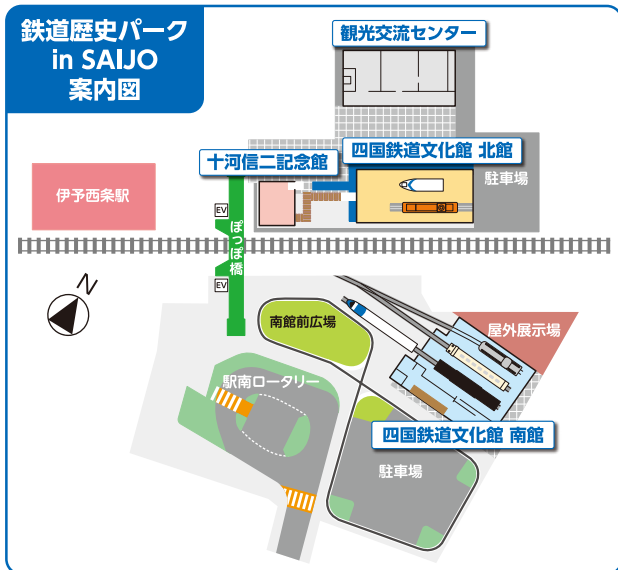 鉄道歴史パーク
in SAIJO
案内図
観光交流センター
四国鉄道文化館 北館
十河信二記念館
駐車場
伊予西条駅
EV
ぽっぽ橋
EV
N
南館前広場
屋外展示場
駅南ロータリー
四国鉄道文化館 南館
駐車場